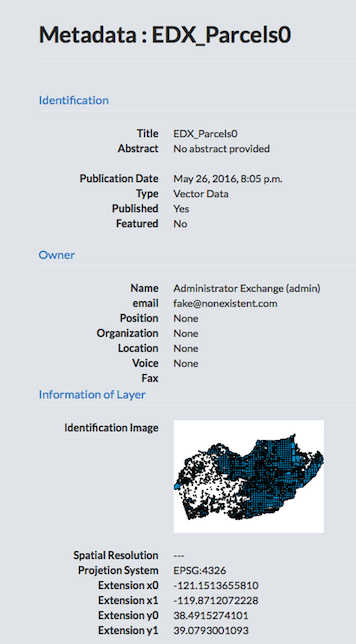 Metadata : EDX_Parcels0
Identification
Title EDX_Parcels0
Abstract No abstract provided
Publication Date May 26, 2016, 8:05 p.m.
Type Vector Data
Published Yes
Featured No
Owner
Name Administrator Exchange (admin)
email fake@nonexistent.com
Position None
Organization None
Location None
Voice None
Fax
Information of Layer
Identification Image
Spatial Resolution ---
Projetion System EPSG:4326
Extension x0 -121.1513655810
Extension x1 -119.8712072228
Extension y0 38.4915274101
Extension y1 39.0793001093